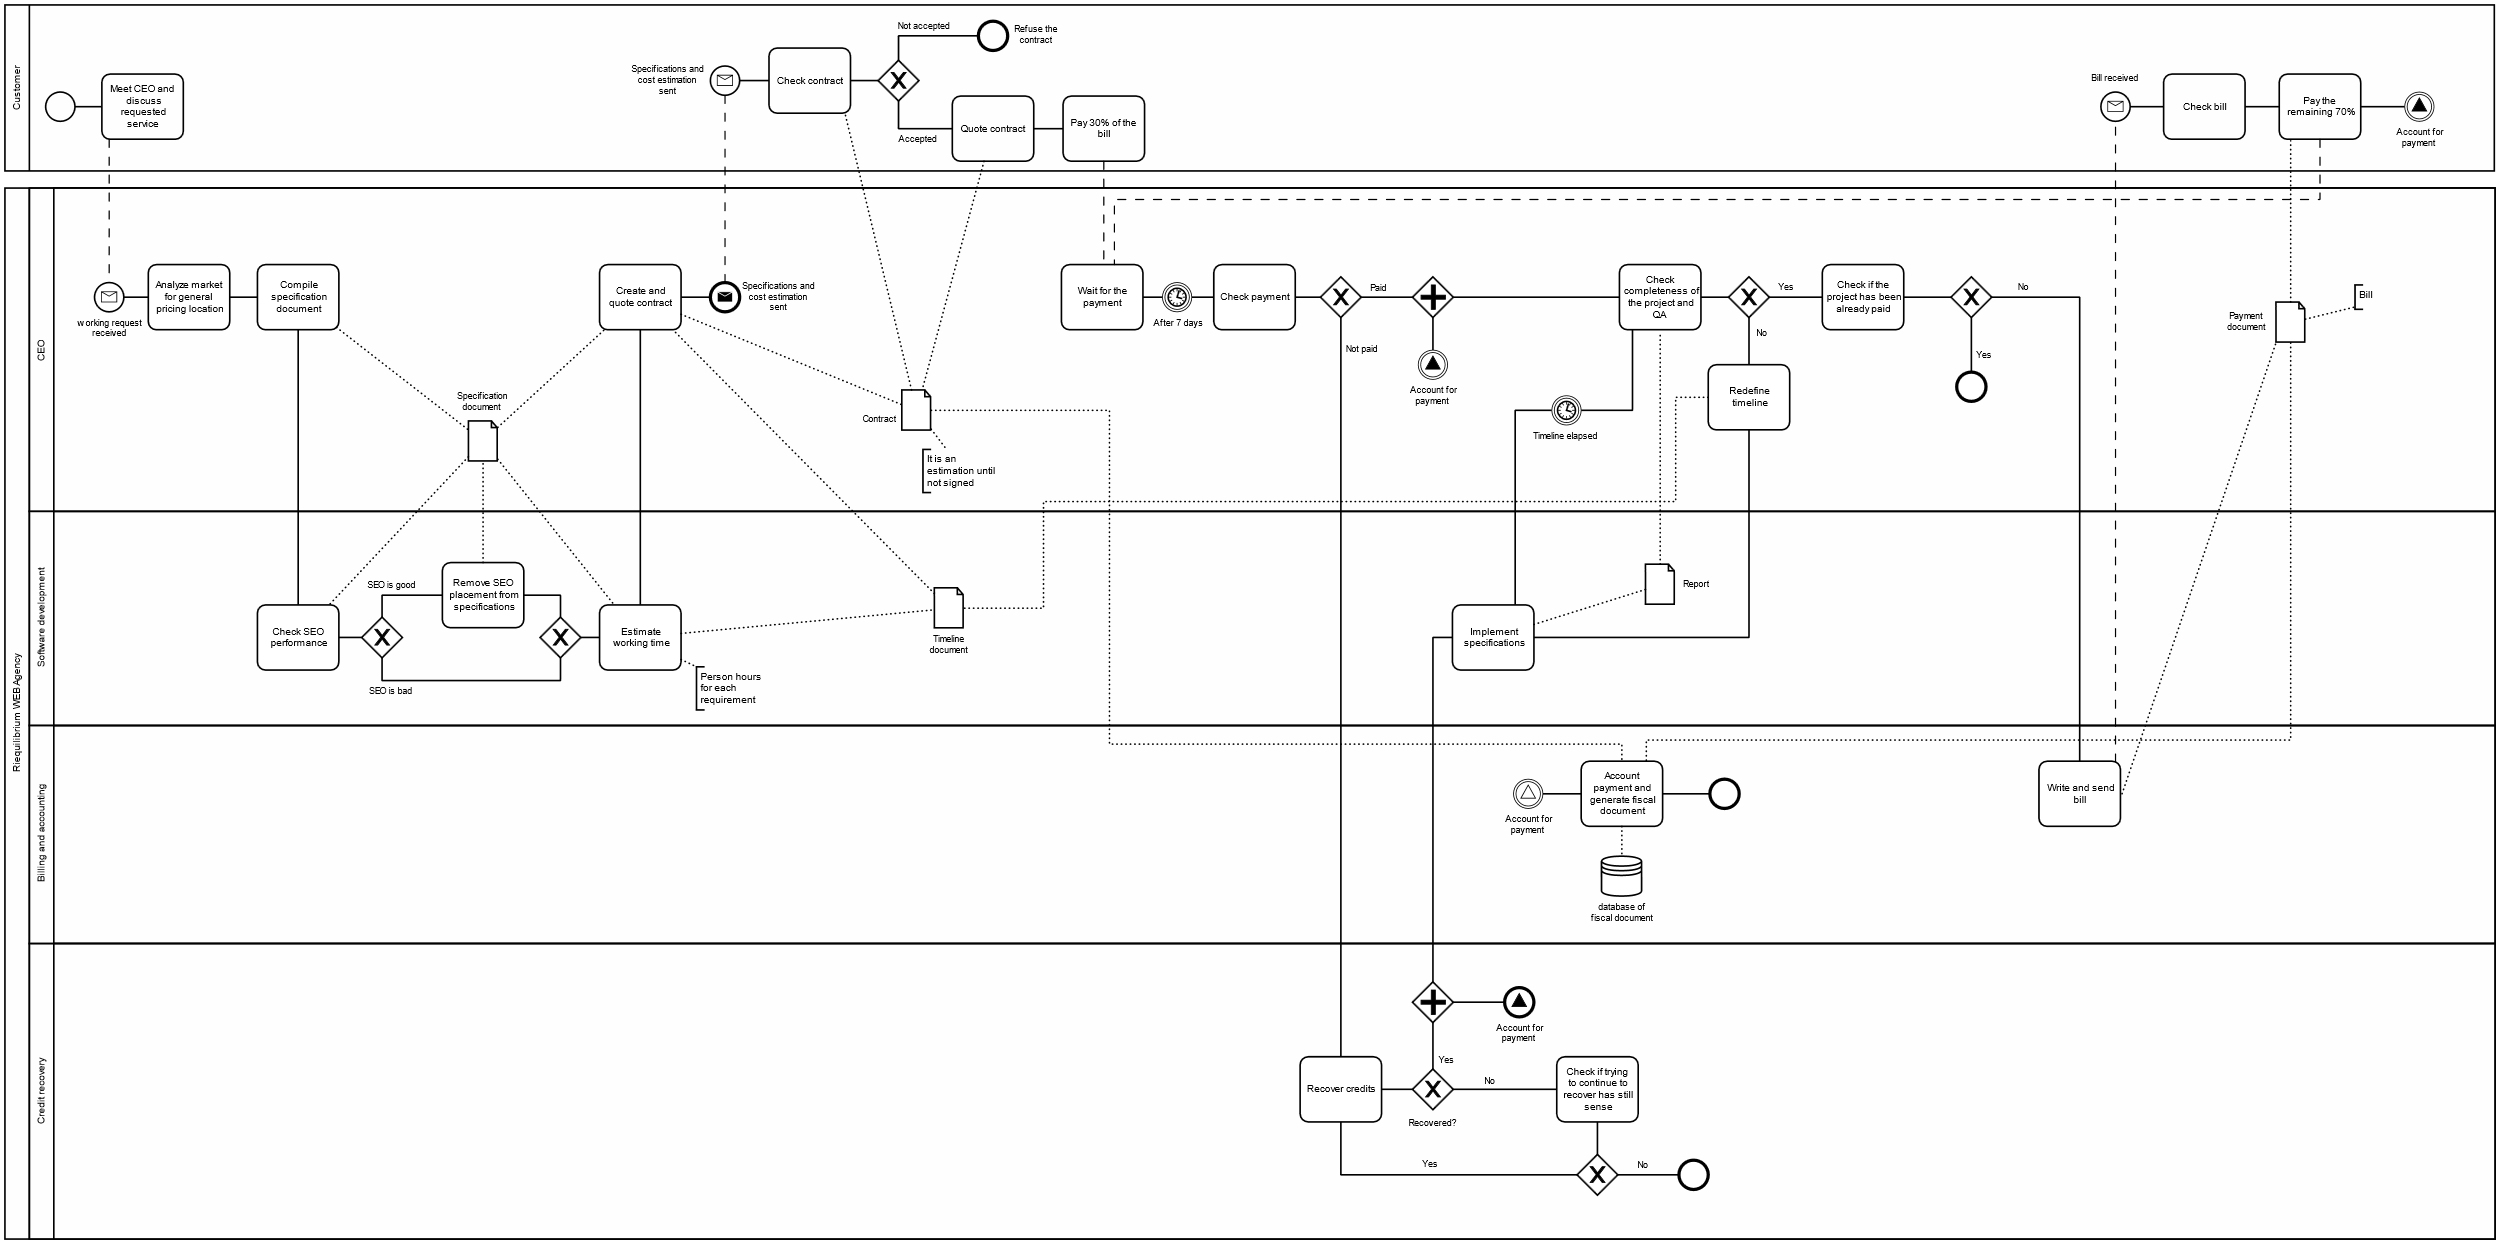 Customer
Meet CEO and
discuss
requested
service
Specifications and
cost estimation
sent
Check contract
Not accepted
Refuse the
contract
Accepted
Quote contract
Pay 30% of the
bill
Bill received
Check bill
Pay the
remaining 70%
Account for
payment
Riequilibrium WEB Agency
CEO
working request
received
Analyze market
for general
pricing location
Compile
specification
document
Create and
quote contract
Specifications and
cost estimation
sent
Specification
document
Contract
It is an
estimation until
not signed
Wait for the
payment
After 7 days
Check payment
Paid
Not paid
Account for
payment
Timeline elapsed
Check
completeness of
the project and
QA
Yes
No
Redefine
timeline
Check if the
project has been
already paid
No
Yes
Payment
document
Bill
Software development
Check SEO
performance
SEO is good
SEO is bad
Remove SEO
placement from
specifications
Estimate
working time
Person hours
for each
requirement
Timeline
document
Implement
specifications
Report
Billing and accounting
Account for
payment
Account
payment and
generate fiscal
document
database of
fiscal document
Write and send
bill
Credit recovery
Account for
payment
Recover credits
Yes
Recovered?
No
Check if trying
to continue to
recover has still
sense
Yes
No